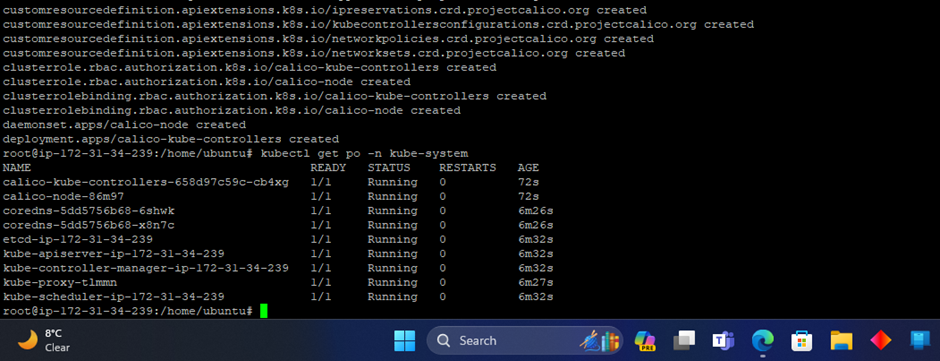 customresourcedefinition.apiextensions.k8s.io/ipreservations.crd.projectcalico.org created
customresourcedefinition.apiextensions.k8s.io/kubecontrollersconfigurations.crd.projectcalico.org created
customresourcedefinition.apiextensions.k8s.io/networkpolicies.crd.projectcalico.org created
customresourcedefinition.apiextensions.k8s.io/networksets.crd.projectcalico.org created
clusterrole.rbac.authorization.k8s.io/calico-kube-controllers created
clusterrole.rbac.authorization.k8s.io/calico-node created
clusterrolebinding.rbac.authorization.k8s.io/calico-kube-controllers created
clusterrolebinding.rbac.authorization.k8s.io/calico-node created
daemonset.apps/calico-node created
deployment.apps/calico-kube-controllers created
root@ip-172-31-34-239:/home/ubuntu# kubectl get po -n kube-system
NAME READY STATUS RESTARTS AGE
calico-kube-controllers-658d97c59c-cb4xg 1/1 Running 0 72s
calico-node-86m97 1/1 Running 0 72s
coredns-5dd5756b68-6shwk 1/1 Running 0 6m26s
coredns-5dd5756b68-x8n7c 1/1 Running 0 6m26s
etcd-ip-172-31-34-239 1/1 Running 0 6m32s
kube-apiserver-ip-172-31-34-239 1/1 Running 0 6m32s
kube-controller-manager-ip-172-31-34-239 1/1 Running 0 6m32s
kube-proxy-tlmmn 1/1 Running 0 6m27s
kube-scheduler-ip-172-31-34-239 1/1 Running 0 6m32s
root@ip-172-31-34-239:/home/ubuntu#
8°C
Clear
Search
PRE